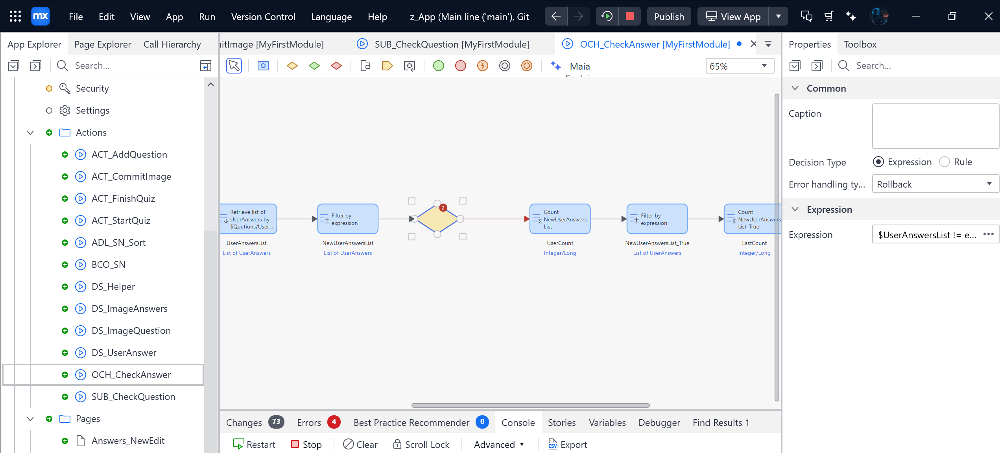 mx File Edit View App Run Version Control Language Help z_App (Main line ('main'), Git Publish View App
App Explorer Page Explorer Call Hierarchy
itImage [MyFirstModule] SUB_CheckQuestion [MyFirstModule] OCH_CheckAnswer [MyFirstModule]
Properties Toolbox
Search...
Maia
65%
Search...
Security
Settings
Actions
ACT_AddQuestion
ACT_CommitImage
ACT_FinishQuiz
ACT_StartQuiz
ADL_SN_Sort
BCO_SN
DS_Helper
DS_ImageAnswers
DS_ImageQuestion
DS_UserAnswer
OCH_CheckAnswer
SUB_CheckQuestion
Pages
Answers_NewEdit
Retrieve list of
UserAnswers by
$Quetions/User...
UserAnswersList
List of UserAnswers
Filter by
expression
NewUserAnswersList
List of UserAnswers
2
Count
NewUserAnswers
List
UserCount
Integer/Long
Filter by
expression
NewUserAnswersList_True
List of UserAnswers
Count
NewUserAnswers
List_True
LastCount
Integer/Long
Common
Caption
Decision Type Expression Rule
Error handling ty... Rollback
Expression
Expression $UserAnswersList != e... ...
Changes 73 Errors 4 Best Practice Recommender 0 Console Stories Variables Debugger Find Results 1
Restart Stop Clear Scroll Lock Advanced CSV Export